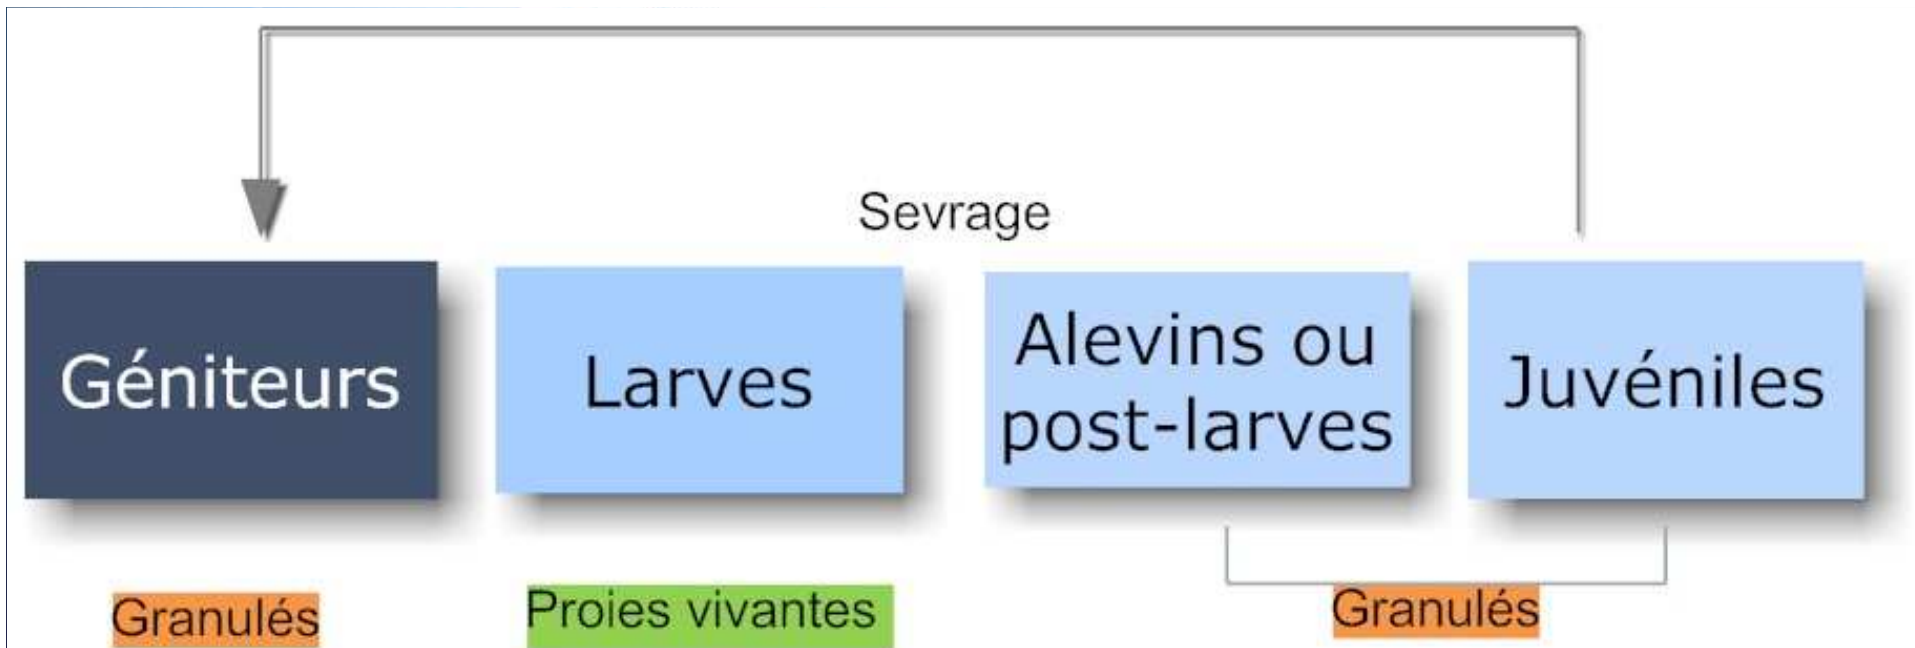 Sevrage
Géniteurs
Larves
Alevins ou
post-larves
Juvéniles
Granulés
Proies vivantes
Granulés